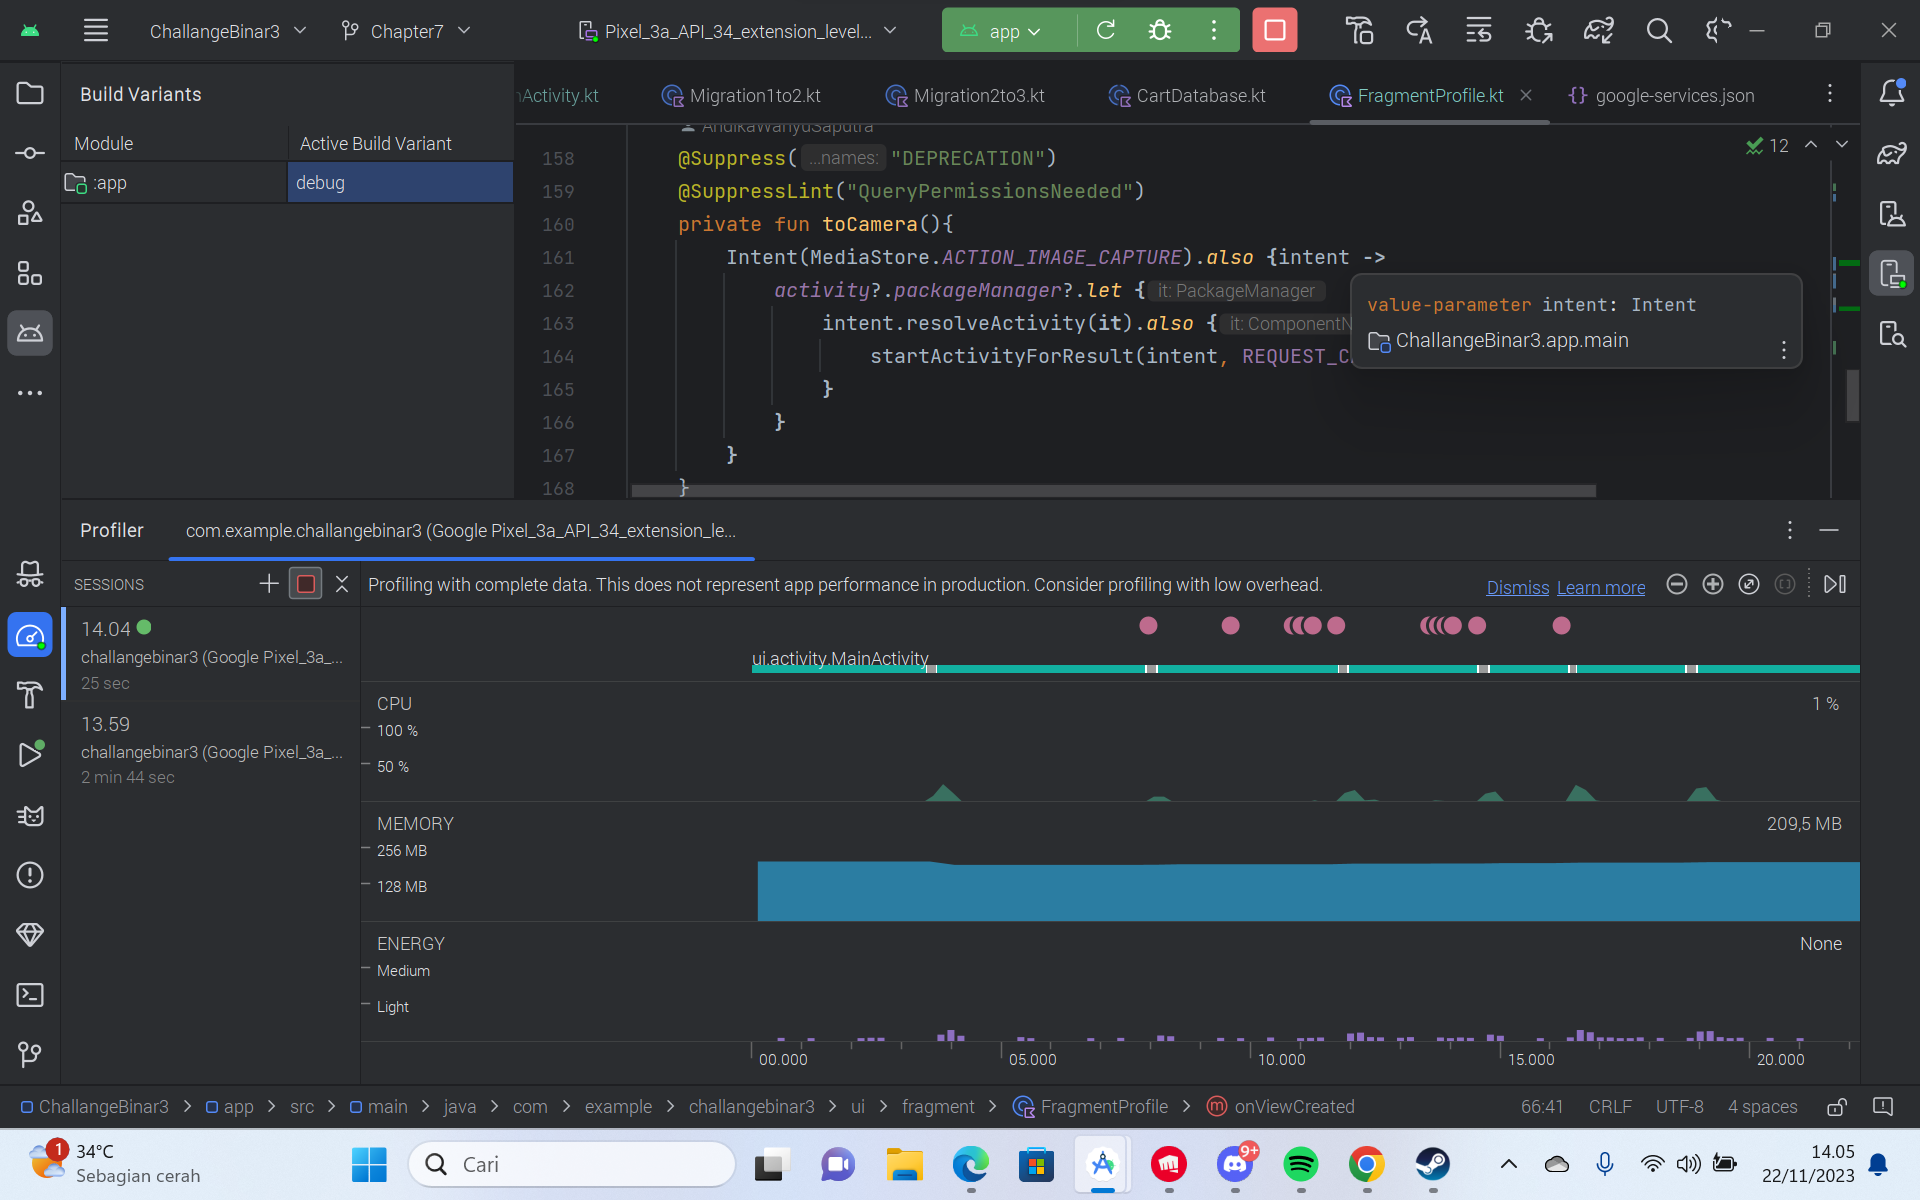 ChallangeBinar3
Chapter7
Pixel_3a_API_34_extension_level...
app
Build Variants
Activity.kt
Migration1to2.kt
Migration2to3.kt
CartDatabase.kt
FragmentProfile.kt
{} google-services.json
Module
Active Build Variant
:app
debug
AndikaWahyuSaputra
12
158 @Suppress( ...names: "DEPRECATION")
159 @SuppressLint("QueryPermissionsNeeded")
160 private fun toCamera(){
161 Intent(MediaStore.ACTION_IMAGE_CAPTURE).also {intent ->
162 activity?.packageManager?.let { it: PackageManager
163 intent.resolveActivity(it).also { it: ComponentN
164 startActivityForResult(intent, REQUEST_C
165 }
166 }
167 }
168 }
value-parameter intent: Intent
ChallangeBinar3.app.main
Profiler
com.example.challangebinar3 (Google Pixel_3a_API_34_extension_le...
SESSIONS
Profiling with complete data. This does not represent app performance in production. Consider profiling with low overhead.
Dismiss
Learn more
14.04
challangebinar3 (Google Pixel_3a_...
25 sec
13.59
challangebinar3 (Google Pixel_3a_...
2 min 44 sec
ui.activity.MainActivity
CPU
1 %
100 %
50 %
MEMORY
209,5 MB
256 MB
128 MB
ENERGY
None
Medium
Light
00.000
05.000
10.000
15.000
20.000
ChallangeBinar3 > app > src > main > java > com > example > challangebinar3 > ui > fragment > FragmentProfile > onViewCreated
66:41
CRLF
UTF-8
4 spaces
1
34°C
Sebagian cerah
Cari
9+
14.05
22/11/2023